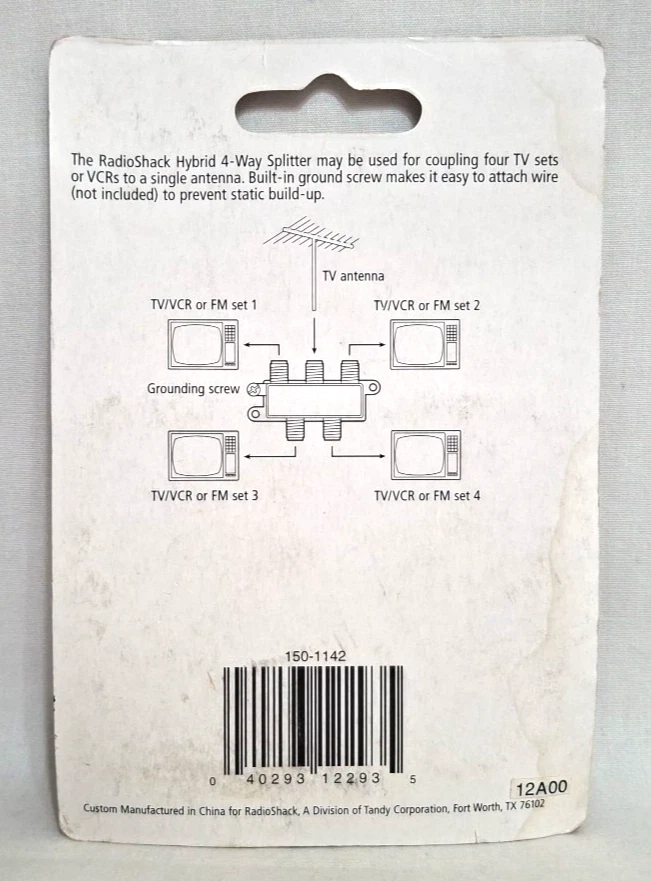 The RadioShack Hybrid 4-Way Splitter may be used for coupling four TV sets
or VCRs to a single antenna. Built-in ground screw makes it easy to attach wire
(not included) to prevent static build-up.
TV antenna
TV/VCR or FM set 1
TV/VCR or FM set 2
Grounding screw
TV/VCR or FM set 3
TV/VCR or FM set 4
150-1142
0 40293 12293 5
12A00
Custom Manufactured in China for RadioShack, A Division of Tandy Corporation, Fort Worth, TX 76102